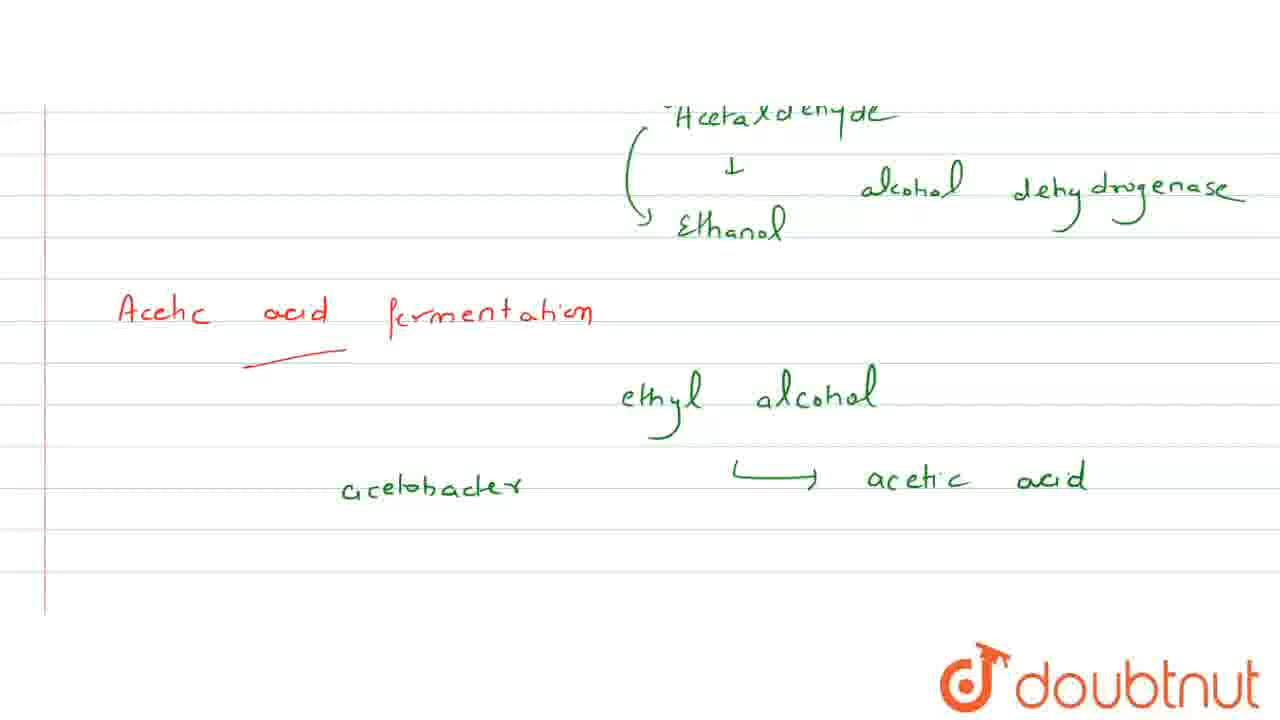 Acetaldehyde
↓
alcohol dehydrogenase
Ethanol
Acetic acid fermentation
ethyl alcohol
acetobacter → acetic acid
doubtnut